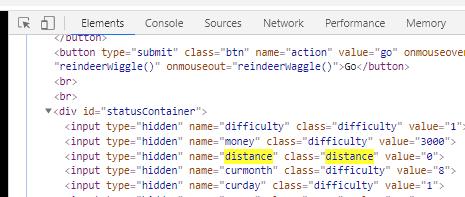 Elements Console Sources Network Performance Memory
</button>
<button type="submit" class="btn" name="action" value="go" onmouseover
"reindeerWiggle()" onmouseout="reindeerWaggle()">Go</button>
<br>
<br>
<div id="statusContainer">
<input type="hidden" name="difficulty" class="difficulty" value="1">
<input type="hidden" name="money" class="difficulty" value="3000">
<input type="hidden" name="distance" class="distance" value="0">
<input type="hidden" name="curmonth" class="difficulty" value="8">
<input type="hidden" name="curday" class="difficulty" value="1">